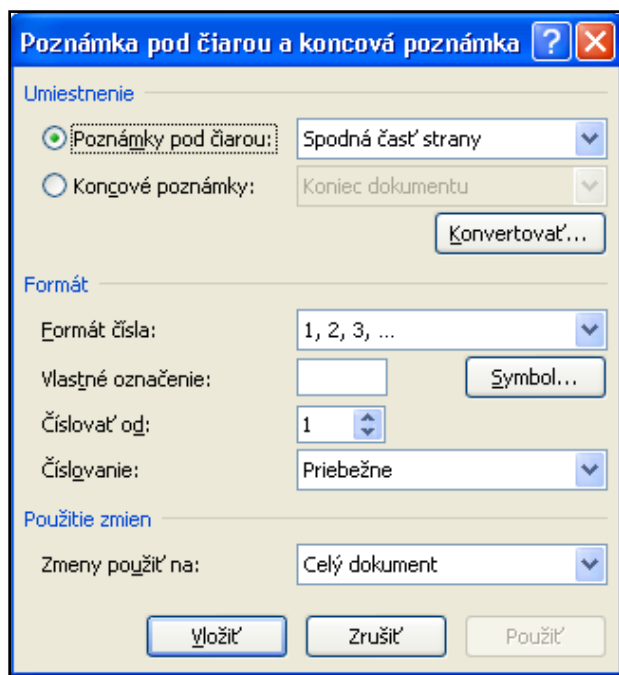 Poznámka pod čiarou a koncová poznámka
Umiestnenie
Poznámky pod čiarou: Spodná časť strany
Koncové poznámky: Koniec dokumentu
Konvertovať...
Formát
Formát čísla: 1, 2, 3, ...
Vlastné označenie: Symbol...
Číslovať od: 1
Číslovanie: Priebežne
Použitie zmien
Zmeny použiť na: Celý dokument
Vložiť Zrušiť Použiť